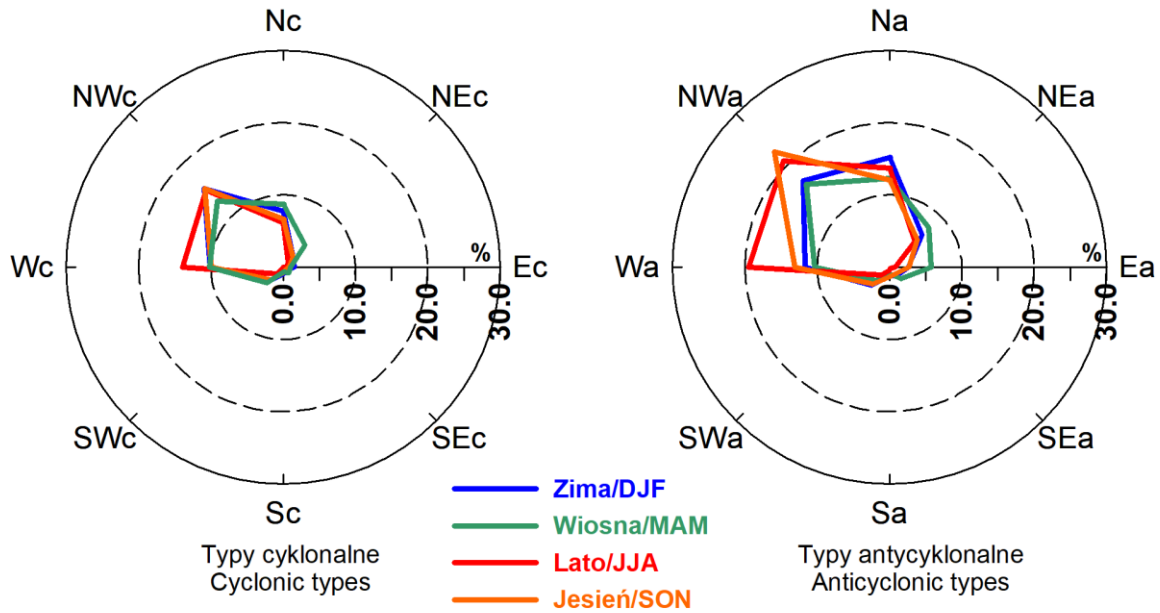 Nc
NWc
NEc
Wc
%
Ec
0.0
10.0
20.0
30.0
SWc
SEc
Sc
Typy cyklonalne
Cyclonic types
Na
NWa
NEa
Wa
%
Ea
0.0
10.0
20.0
30.0
SWa
SEa
Sa
Typy antycyklonalne
Anticyclonic types
Zima/DJF
Wiosna/MAM
Lato/JJA
Jesień/SON